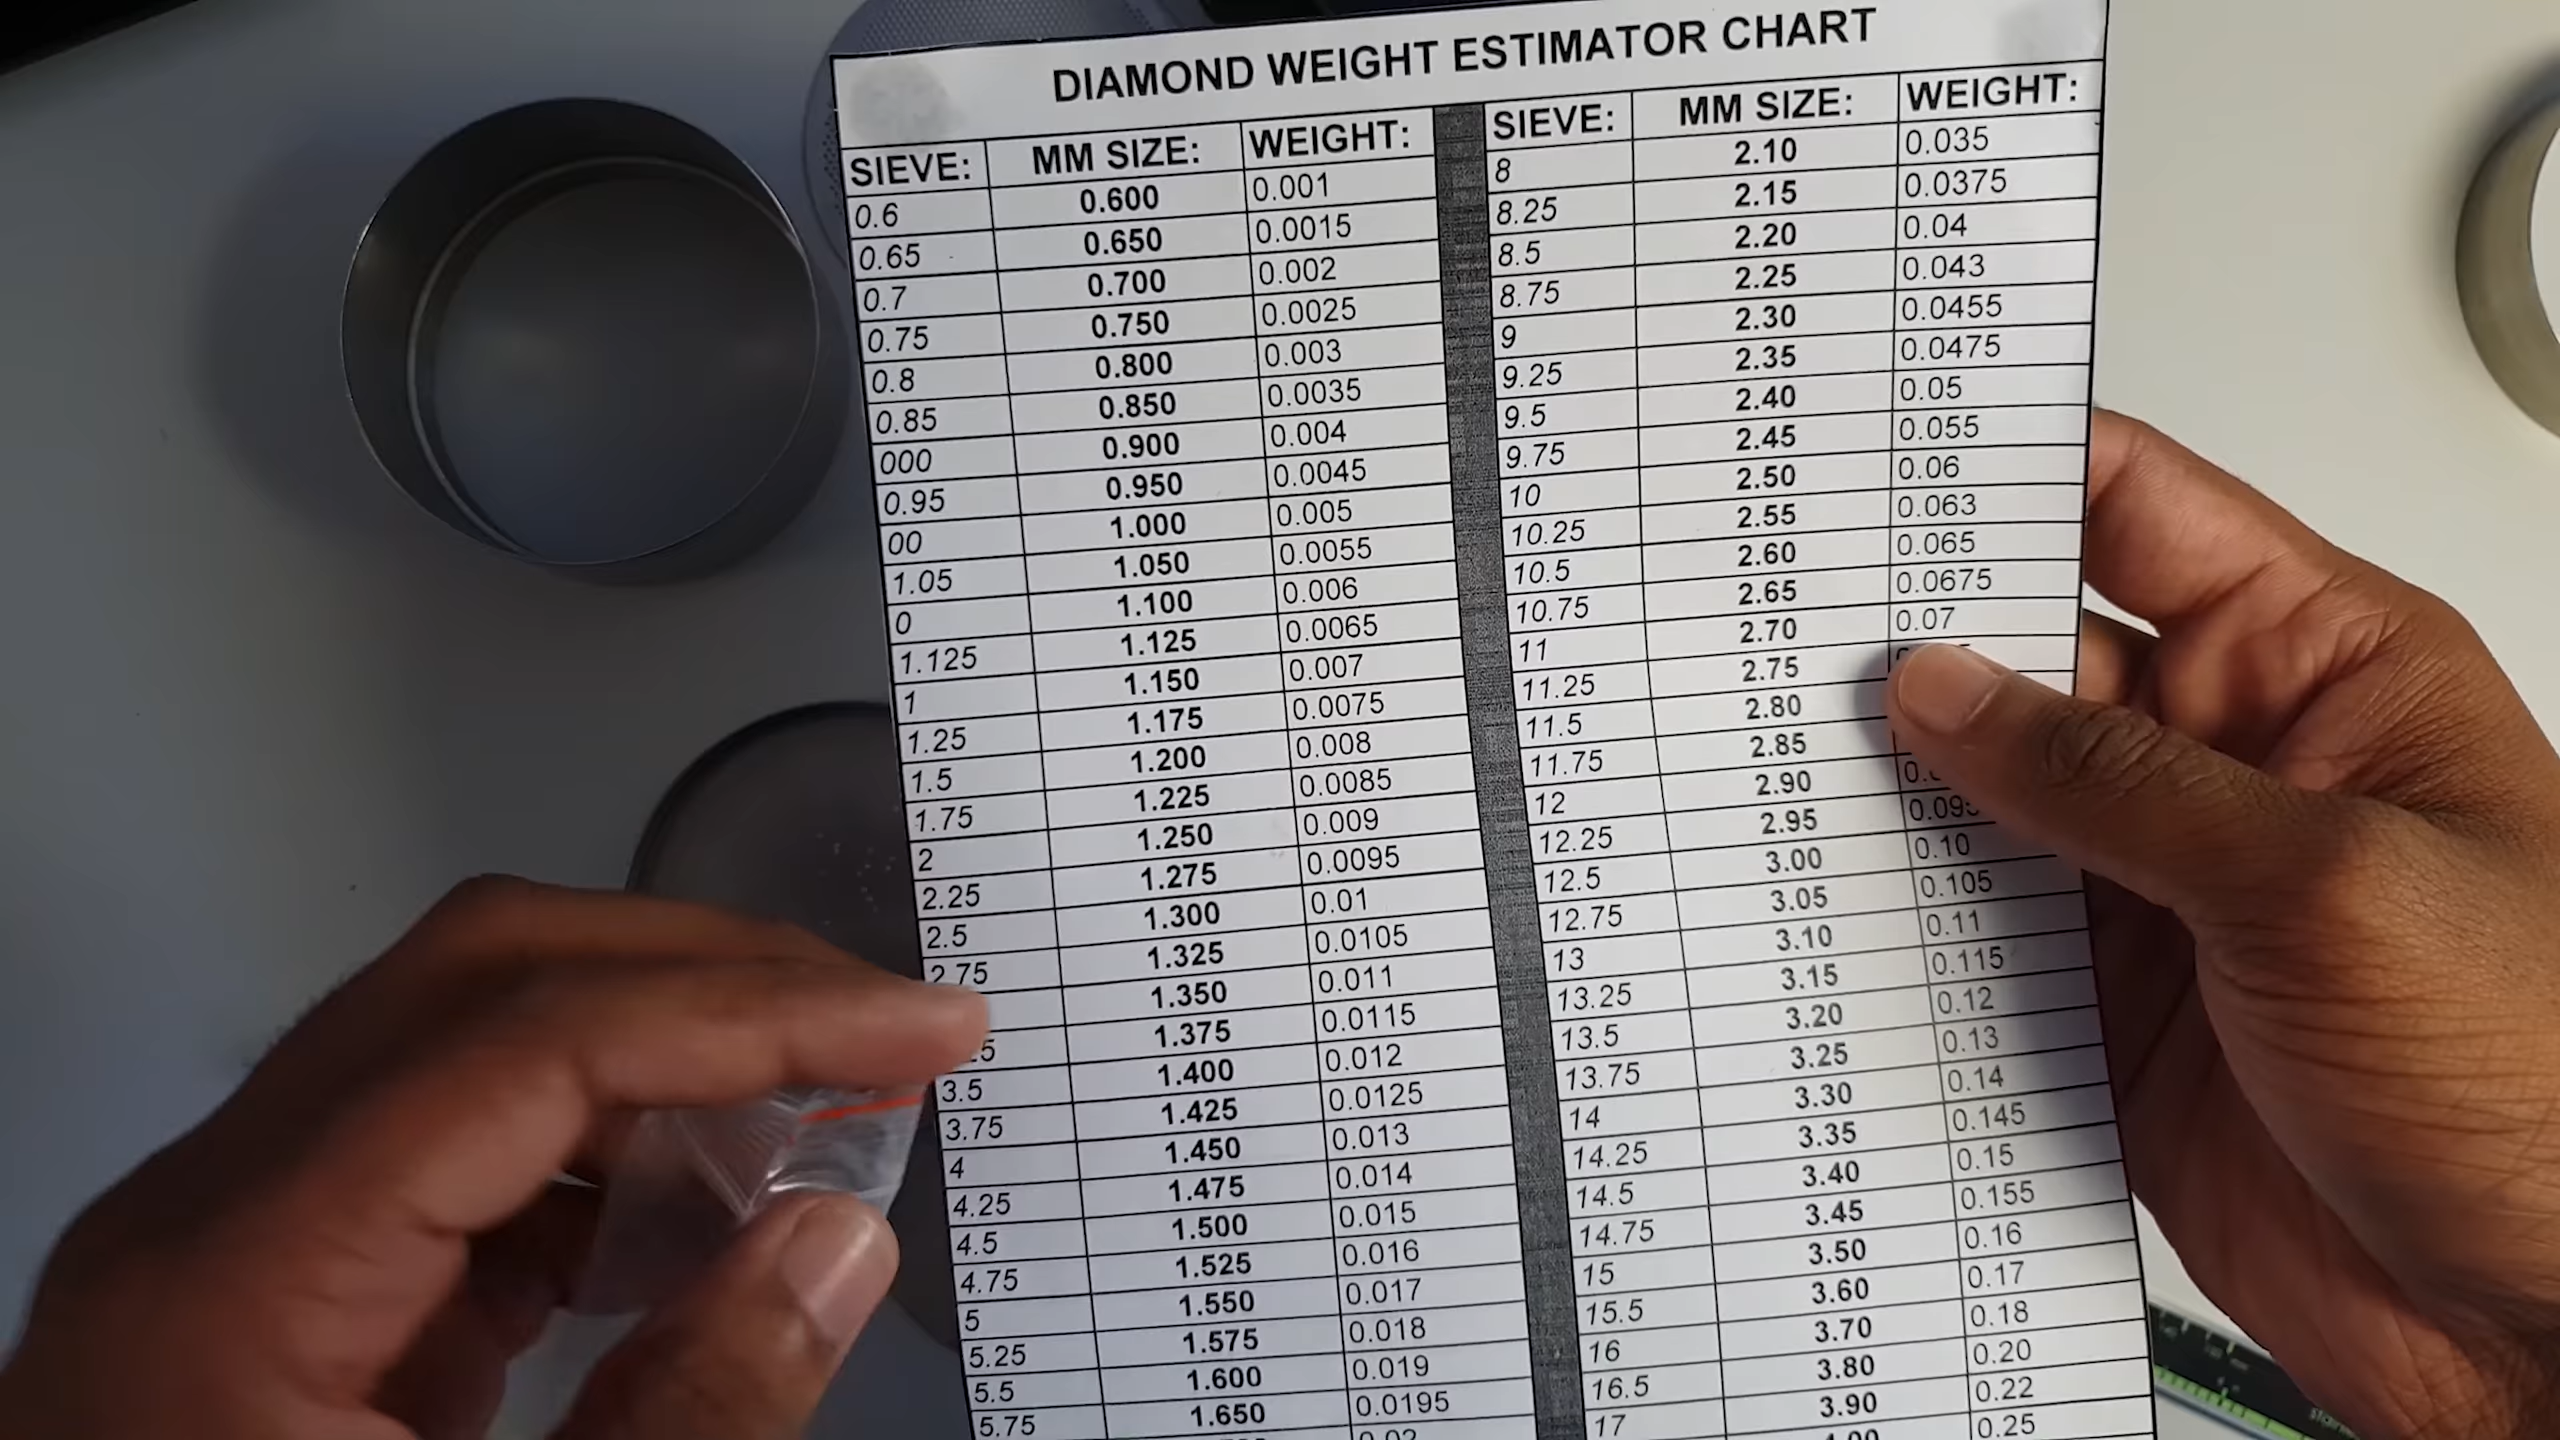 DIAMOND WEIGHT ESTIMATOR CHART
SIEVE: MM SIZE: WEIGHT: SIEVE: MM SIZE: WEIGHT:
0.6 0.600 0.001 8 2.10 0.035
0.65 0.650 0.0015 8.25 2.15 0.0375
0.7 0.700 0.002 8.5 2.20 0.04
0.75 0.750 0.0025 8.75 2.25 0.043
0.8 0.800 0.003 9 2.30 0.0455
0.85 0.850 0.0035 9.25 2.35 0.0475
000 0.900 0.004 9.5 2.40 0.05
0.95 0.950 0.0045 9.75 2.45 0.055
00 1.000 0.005 10 2.50 0.06
1.05 1.050 0.0055 10.25 2.55 0.063
0 1.100 0.006 10.5 2.60 0.065
1.125 1.125 0.0065 10.75 2.65 0.0675
1 1.150 0.007 11 2.70 0.07
1.25 1.175 0.0075 11.25 2.75
1.5 1.200 0.008 11.5 2.80
1.75 1.225 0.0085 11.75 2.85
2 1.250 0.009 12 2.90
2.25 1.275 0.0095 12.25 2.95
2.5 1.300 0.01 12.5 3.00 0.10
2.75 1.325 0.0105 12.75 3.05 0.105
1.350 0.011 13 3.10 0.11
1.375 0.0115 13.25 3.15 0.115
3.5 1.400 0.012 13.5 3.20 0.12
3.75 1.425 0.0125 13.75 3.25 0.13
4 1.450 0.013 14 3.30 0.14
4.25 1.475 0.014 14.25 3.35 0.145
4.5 1.500 0.015 14.5 3.40 0.15
4.75 1.525 0.016 14.75 3.45 0.155
5 1.550 0.017 15 3.50 0.16
5.25 1.575 0.018 15.5 3.60 0.17
5.5 1.600 0.019 16 3.70 0.18
5.75 1.650 0.0195 16.5 3.80 0.20
17 3.90 0.22
0.25